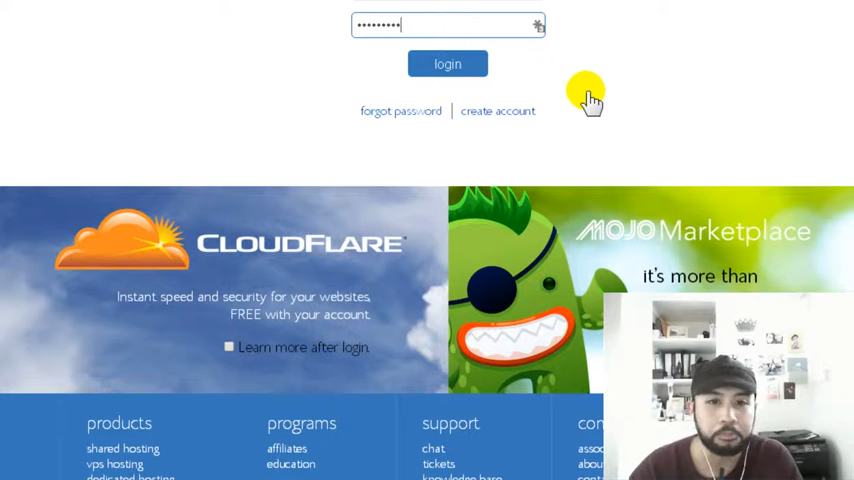 •••••••••
login
forgot password | create account
CLOUDFLARE
Instant speed and security for your websites,
FREE with your account.
Learn more after login.
MOJO Marketplace
it's more than
products
shared hosting
vps hosting
programs
affiliates
education
support
chat
tickets